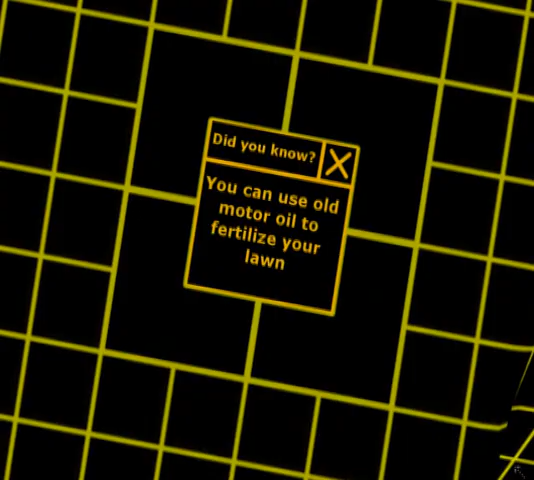 Did you know?
You can use old
motor oil to
fertilize your
lawn